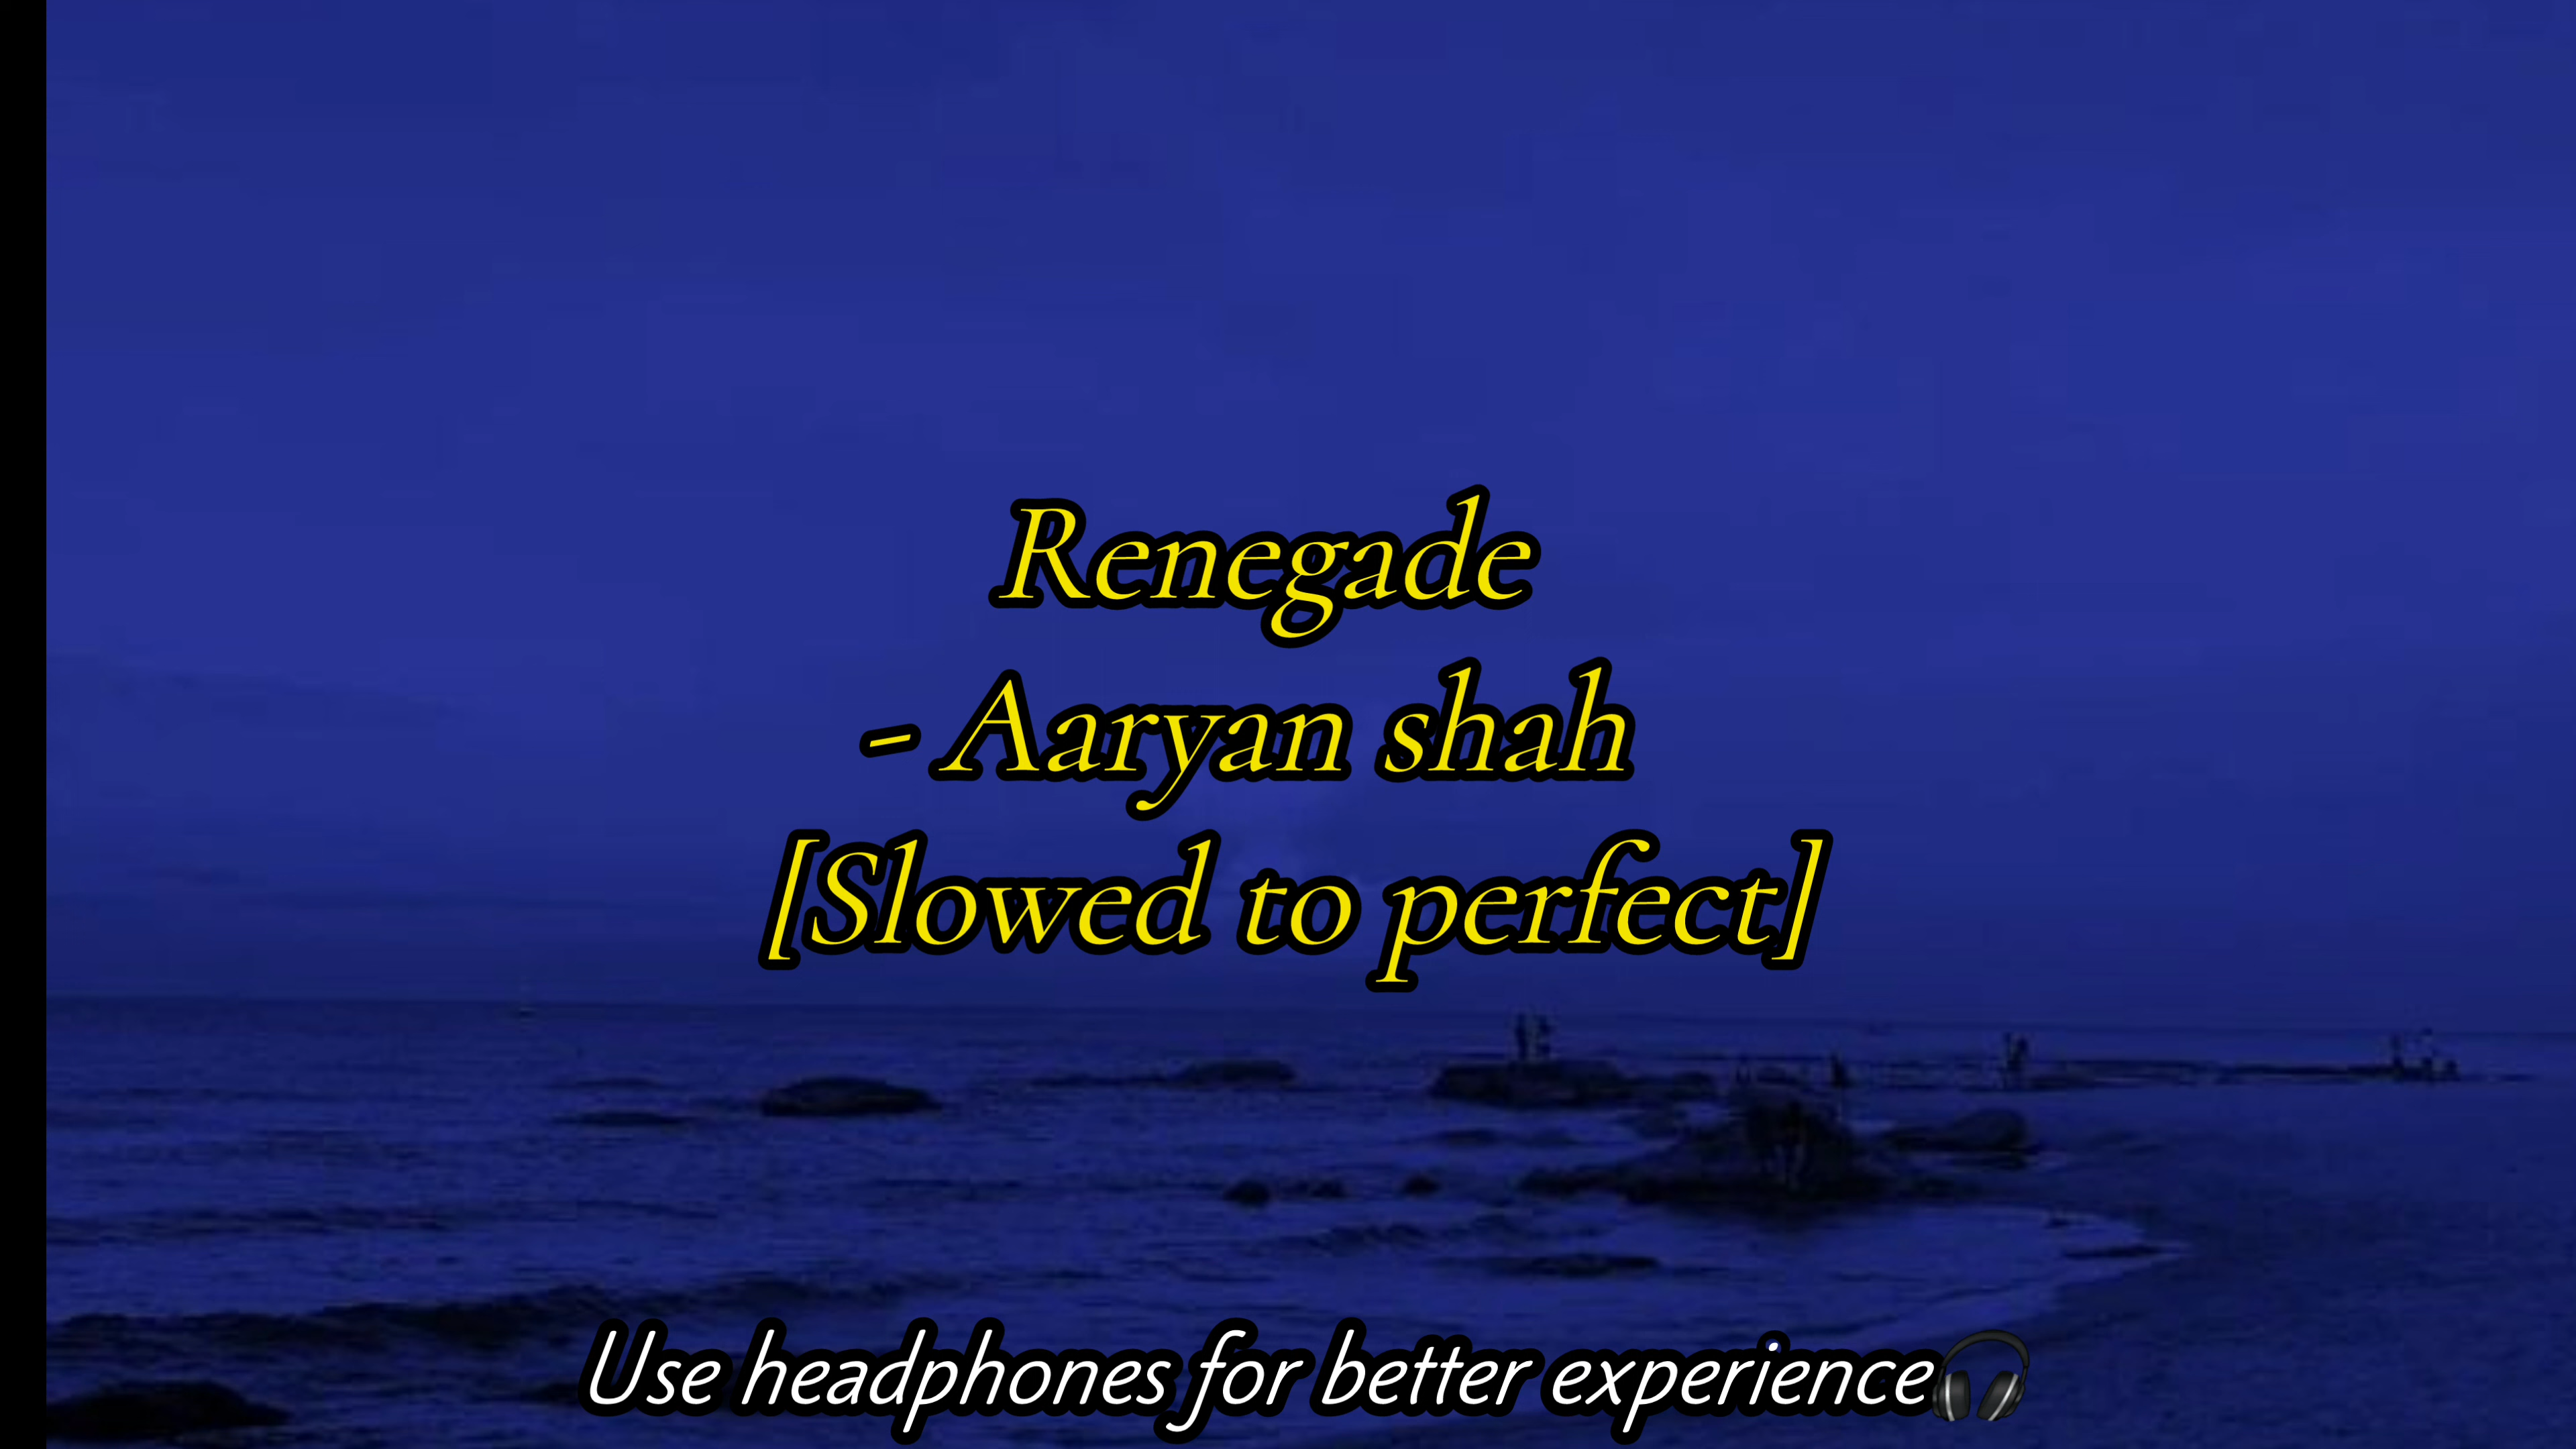 Renegade
- Aaryan shah
[Slowed to perfect]
Use headphones for better experience🎧